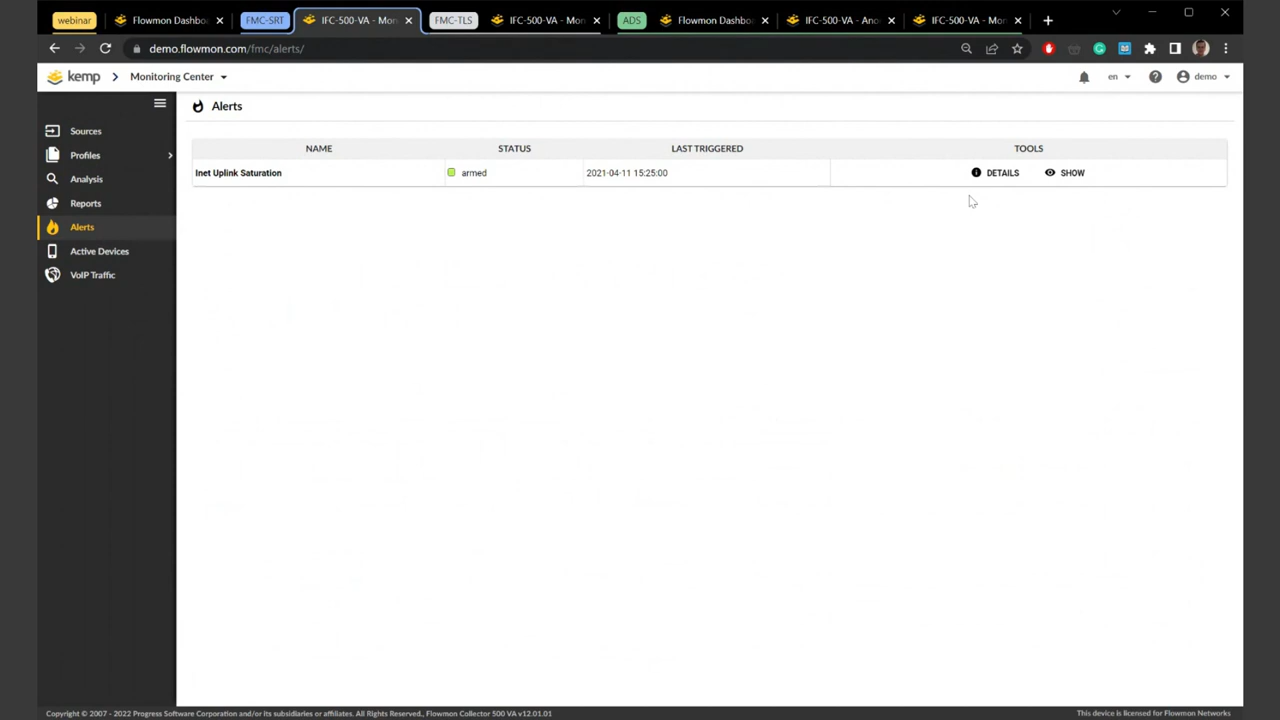 webinar
Flowmon Dashbo
FMC-SRT
IFC-500-VA - Mon
FMC-TLS
IFC-500-VA - Mo
ADS
Flowmon Dashbo
IFC-500-VA - Ano
IFC-500-VA - Mo
demo.flowmon.com/fmc/alerts/
kemp
Monitoring Center
en
demo
Sources
Profiles
Analysis
Reports
Alerts
Active Devices
VoIP Traffic
Alerts
NAME STATUS LAST TRIGGERED TOOLS
Inet Uplink Saturation armed 2021-04-11 15:25:00 DETAILS SHOW
Copyright © 2007 - 2022 Progress Software Corporation and/or its subsidiaries or affiliates. All Rights Reserved., Flowmon Collector 500 VA v12.01.01
This device is licensed for Flowmon Networks